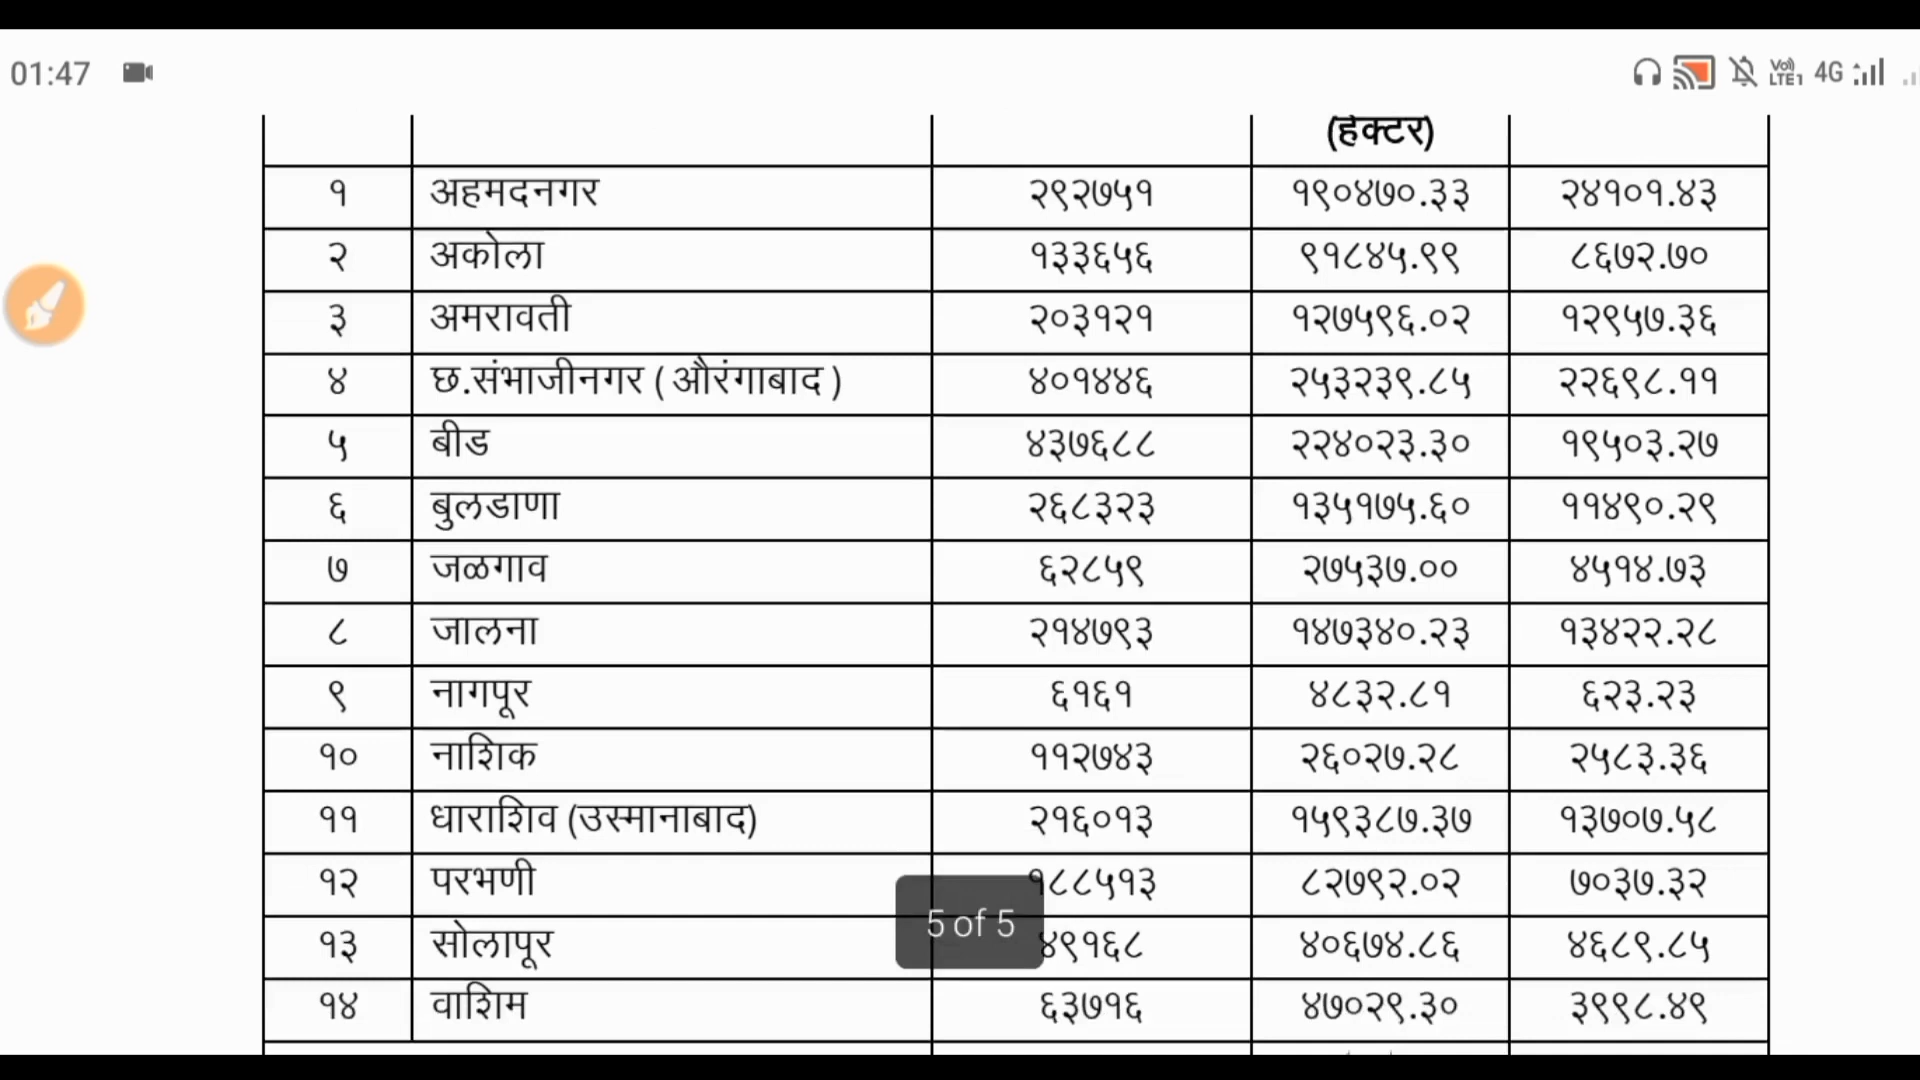 01:47 Vo) LTE1 4G
(हेक्टर)
१ अहमदनगर २९२७५१ १९०४७०.३३ २४१०१.४३
२ अकोला १३३६५६ ९१८४५.९९ ८६७२.७०
३ अमरावती २०३१२१ १२७५९६.०२ १२९५७.३६
४ छ.संभाजीनगर ( औरंगाबाद ) ४०१४४६ २५३२३९.८५ २२६९८.११
५ बीड ४३७६८८ २२४०२३.३० १९५०३.२७
६ बुलडाणा २६८३२३ १३५१७५.६० ११४९०.२९
७ जळगाव ६२८५९ २७५३७.०० ४५१४.७३
८ जालना २१४७९३ १४७३४०.२३ १३४२२.२८
९ नागपूर ६१६१ ४८३२.८१ ६२३.२३
१० नाशिक ११२७४३ २६०२७.२८ २५८३.३६
११ धाराशिव (उस्मानाबाद) २१६०१३ १५९३८७.३७ १३७०७.५८
१२ परभणी १८८५१३ ८२७९२.०२ ७०३७.३२
5 of 5
१३ सोलापूर ४९१६८ ४०६७४.८६ ४६८९.८५
१४ वाशिम ६३७१६ ४७०२९.३० ३९९८.४९